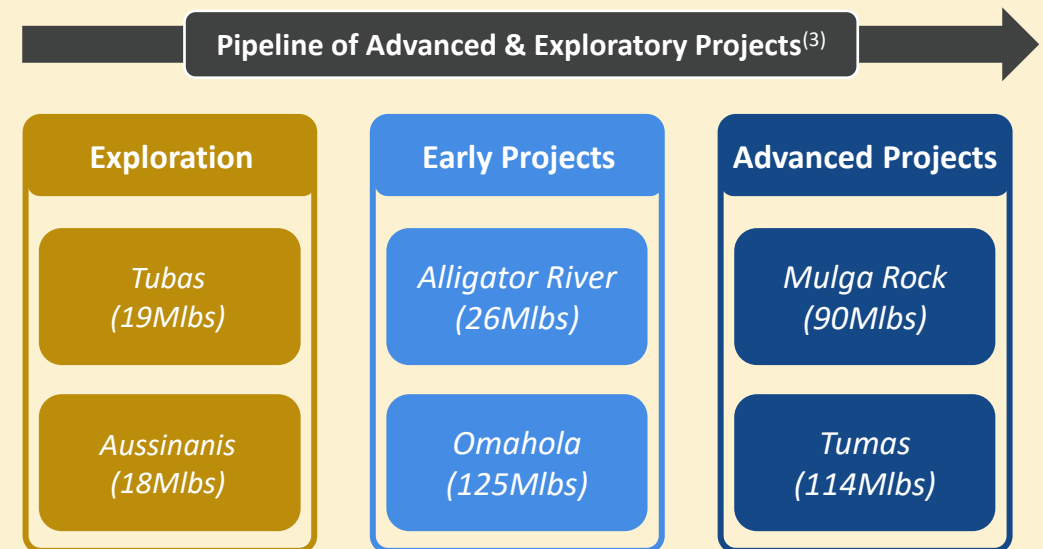 Pipeline of Advanced & Exploratory Projects(3)
Exploration
Tubas
(19Mlbs)
Aussinanis
(18Mlbs)
Early Projects
Alligator River
(26Mlbs)
Omahola
(125Mlbs)
Advanced Projects
Mulga Rock
(90Mlbs)
Tumas
(114Mlbs)